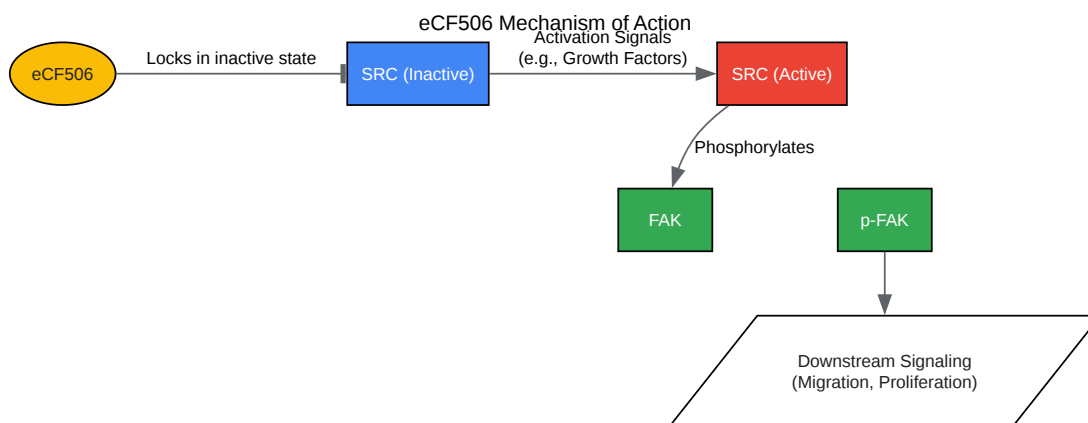 eCF506 Mechanism of Action
eCF506
Locks in inactive state
SRC (Inactive)
Activation Signals
(e.g., Growth Factors)
SRC (Active)
Phosphorylates
FAK
p-FAK
Downstream Signaling
(Migration, Proliferation)